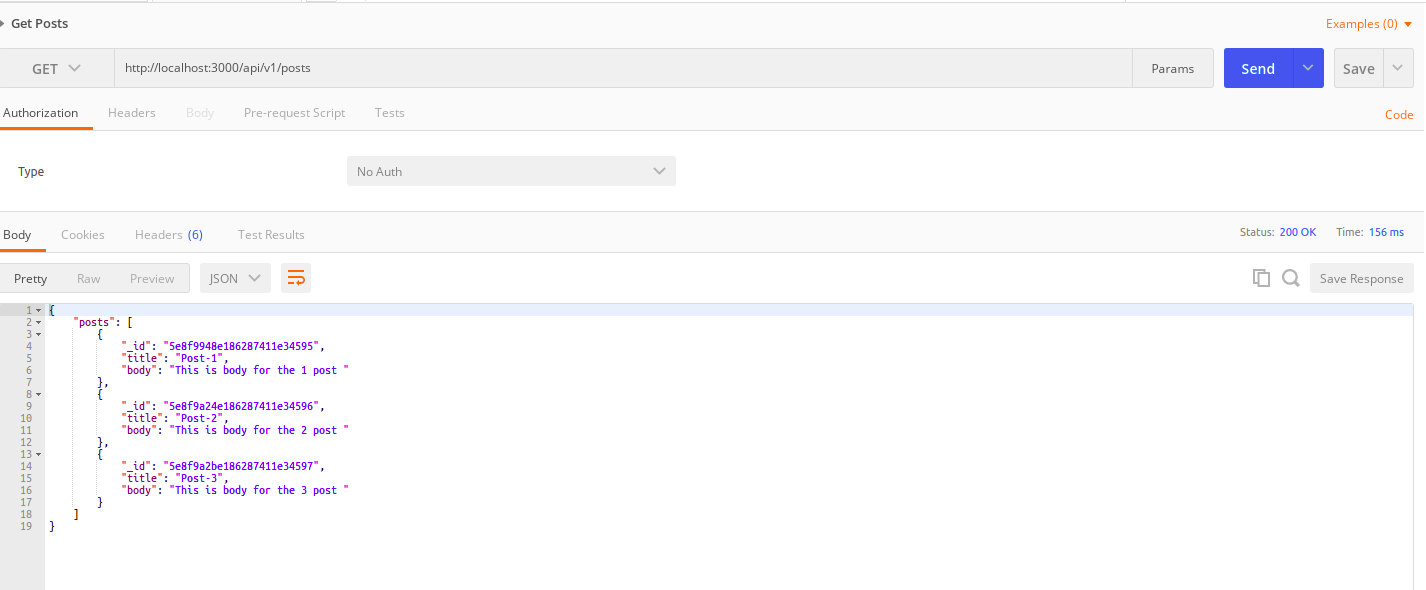 Get Posts Examples (0)
GET http://localhost:3000/api/v1/posts Params Send Save
Authorization Headers Body Pre-request Script Tests Code
Type No Auth
Body Cookies Headers (6) Test Results Status: 200 OK Time: 156 ms
Pretty Raw Preview JSON Save Response
1 {
2 "posts": [
3 {
4 "_id": "5e8f9948e186287411e34595",
5 "title": "Post-1",
6 "body": "This is body for the 1 post "
7 },
8 {
9 "_id": "5e8f9a24e186287411e34596",
10 "title": "Post-2",
11 "body": "This is body for the 2 post "
12 },
13 {
14 "_id": "5e8f9a2be186287411e34597",
15 "title": "Post-3",
16 "body": "This is body for the 3 post "
17 }
18 ]
19 }